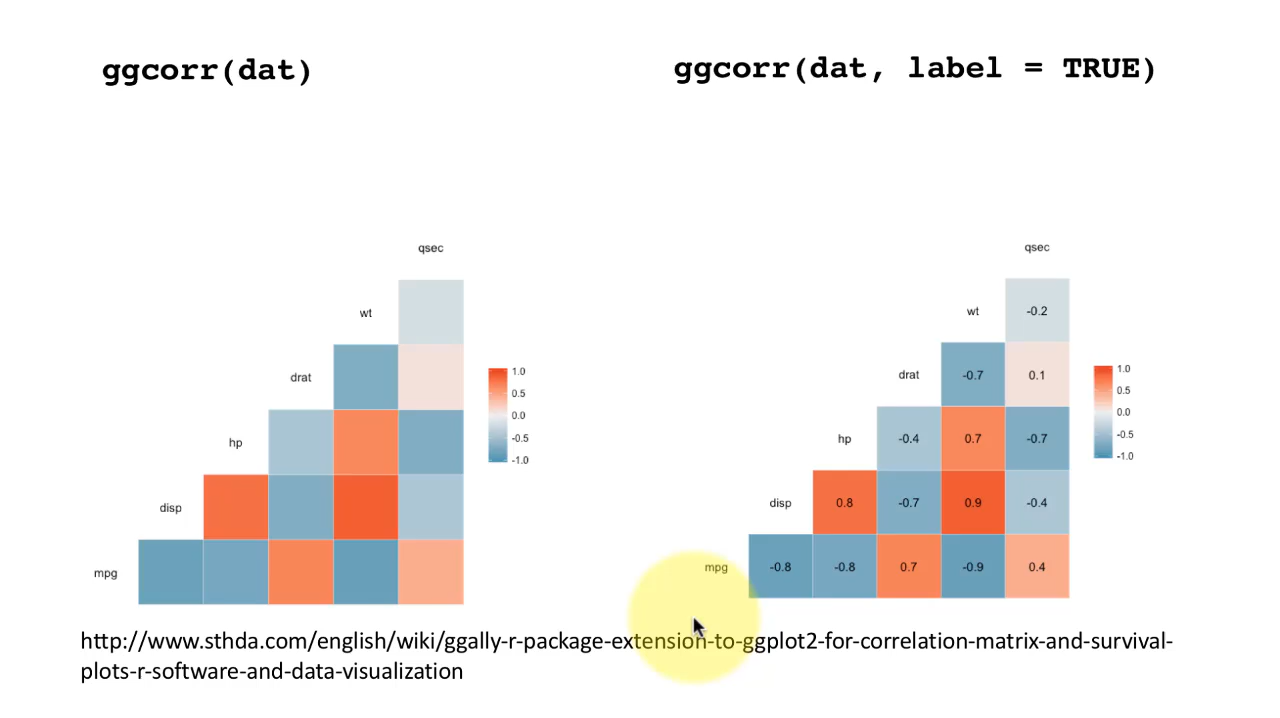 ggcorr(dat)
ggcorr(dat, label = TRUE)
qsec
wt
drat
hp
disp
mpg
1.0
0.5
0.0
-0.5
-1.0
qsec
wt -0.2
drat -0.7 0.1
hp -0.4 0.7 -0.7
disp 0.8 -0.7 0.9 -0.4
mpg -0.8 -0.8 0.7 -0.9 0.4
1.0
0.5
0.0
-0.5
-1.0
http://www.sthda.com/english/wiki/ggally-r-package-extension-to-ggplot2-for-correlation-matrix-and-survival-
plots-r-software-and-data-visualization